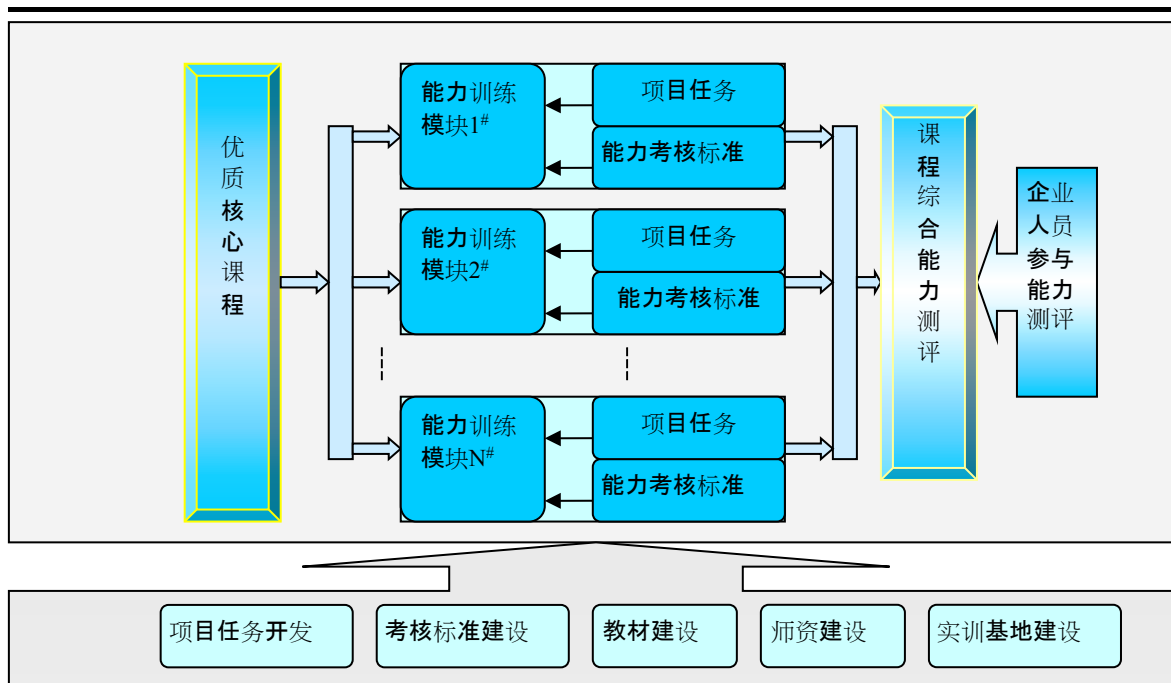 优质核心课程
能力训练
模块1#
项目任务
能力考核标准
能力训练
模块2#
项目任务
能力考核标准
能力训练
模块N#
项目任务
能力考核标准
课程综合能力测评
企业
人员
参与
能力
测评
项目任务开发
考核标准建设
教材建设
师资建设
实训基地建设